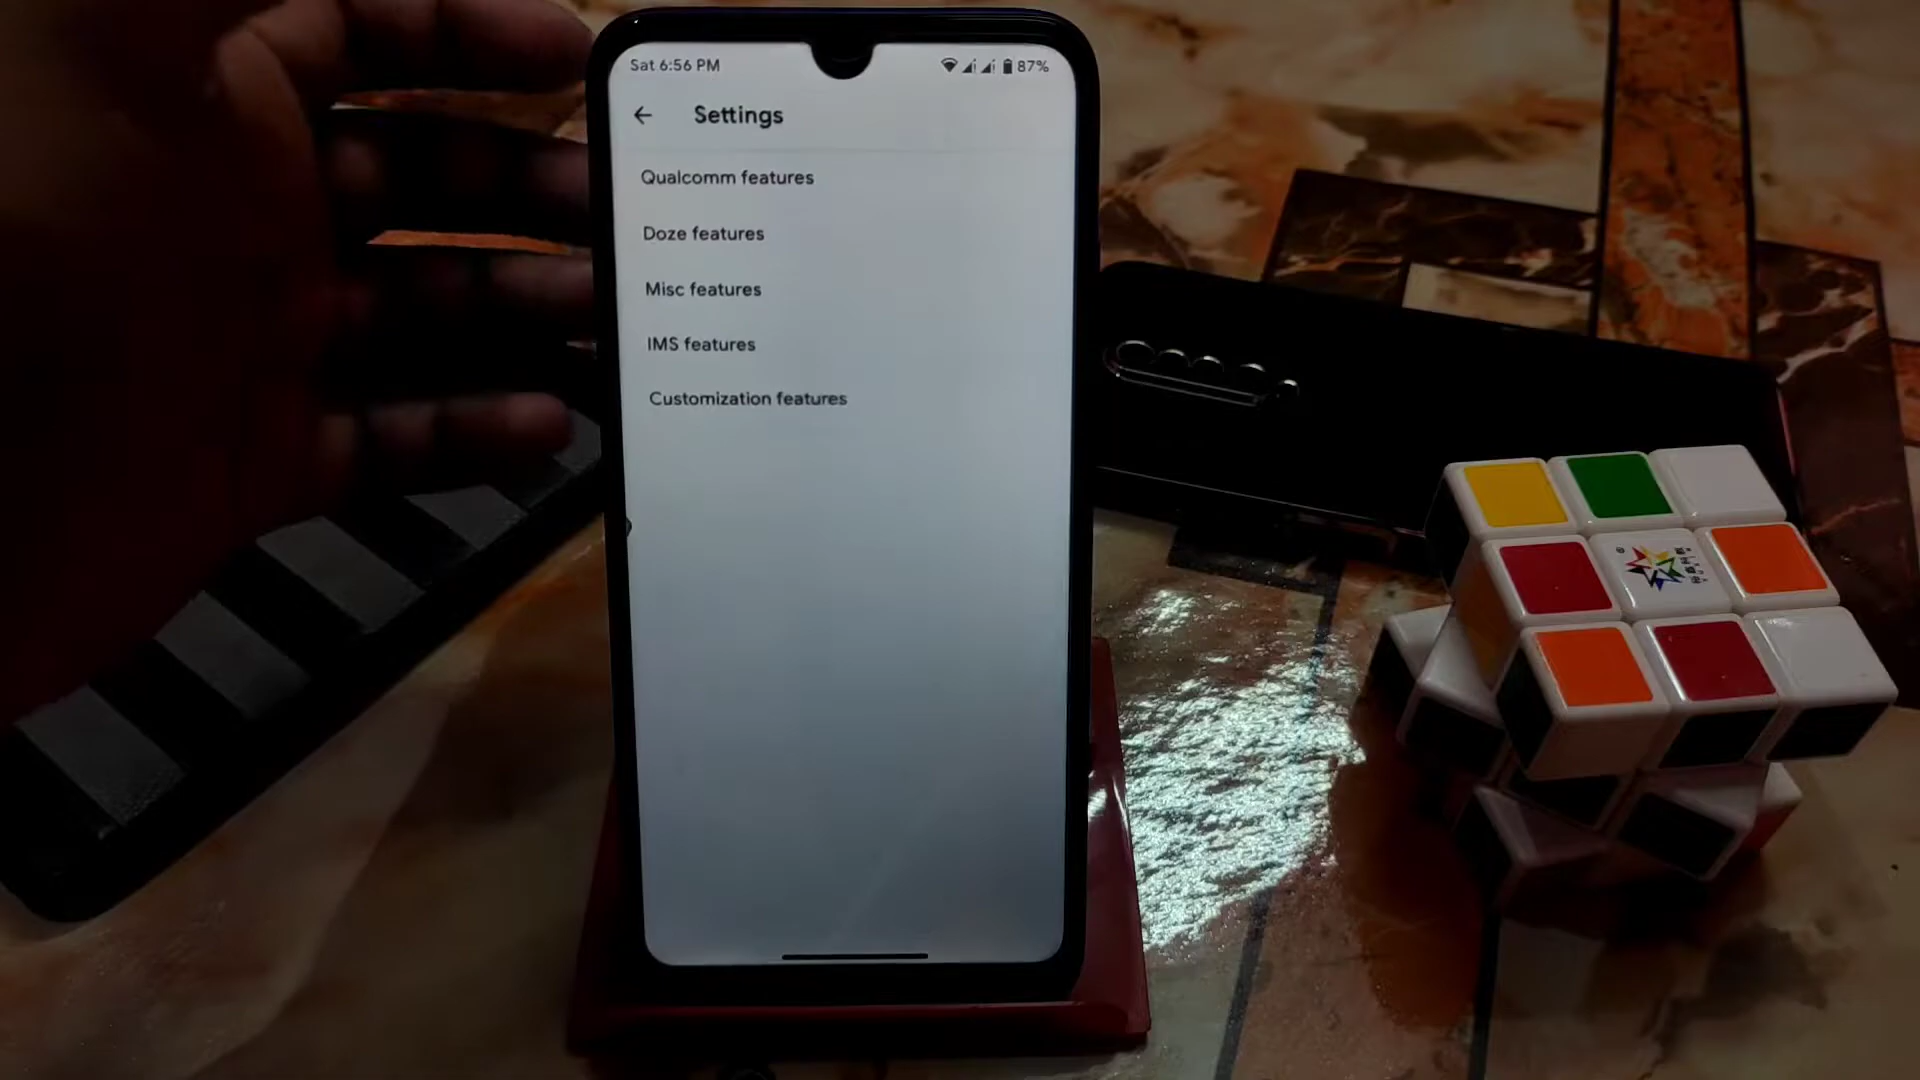 Sat 6:56 PM
87%
Settings
Qualcomm features
Doze features
Misc features
IMS features
Customization features